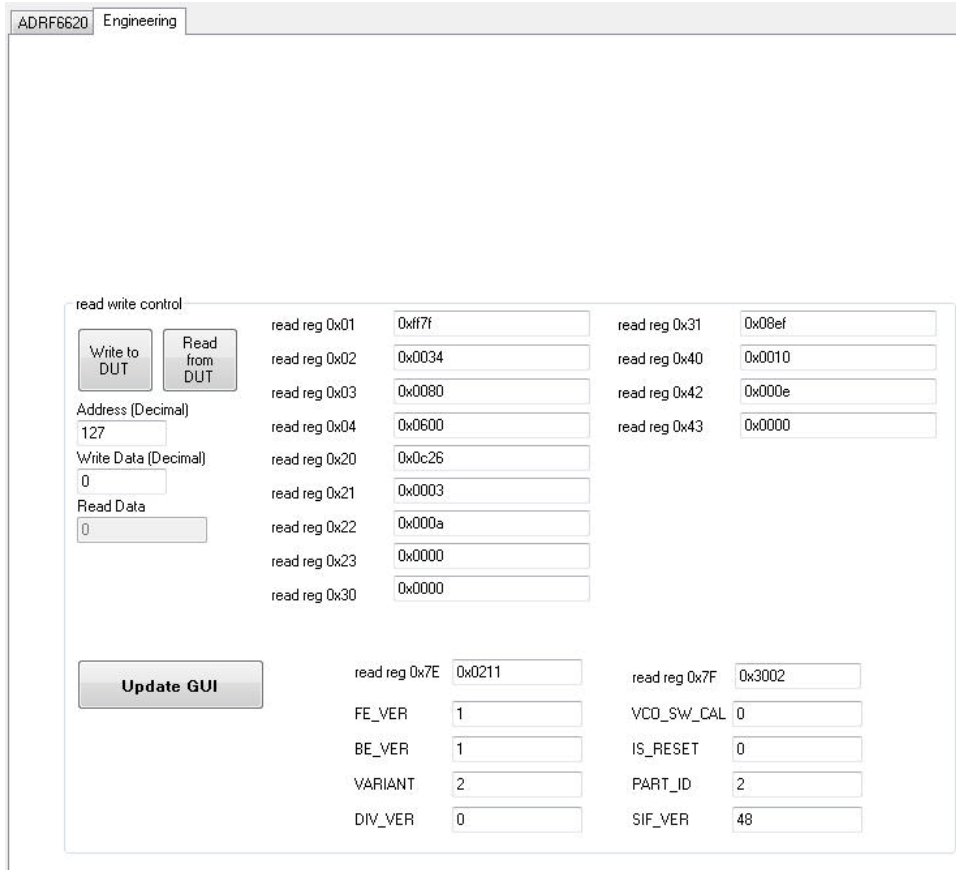 ADRF6620 Engineering
read write control
Write to
DUT
Read
from
DUT
Address (Decimal)
127
Write Data (Decimal)
0
Read Data
0
read reg 0x01 0xff7f
read reg 0x02 0x0034
read reg 0x03 0x0080
read reg 0x04 0x0600
read reg 0x20 0x0c26
read reg 0x21 0x0003
read reg 0x22 0x000a
read reg 0x23 0x0000
read reg 0x30 0x0000
read reg 0x31 0x08ef
read reg 0x40 0x0010
read reg 0x42 0x000e
read reg 0x43 0x0000
Update GUI
read reg 0x7E 0x0211
FE_VER 1
BE_VER 1
VARIANT 2
DIV_VER 0
read reg 0x7F 0x3002
VCO_SW_CAL 0
IS_RESET 0
PART_ID 2
SIF_VER 48